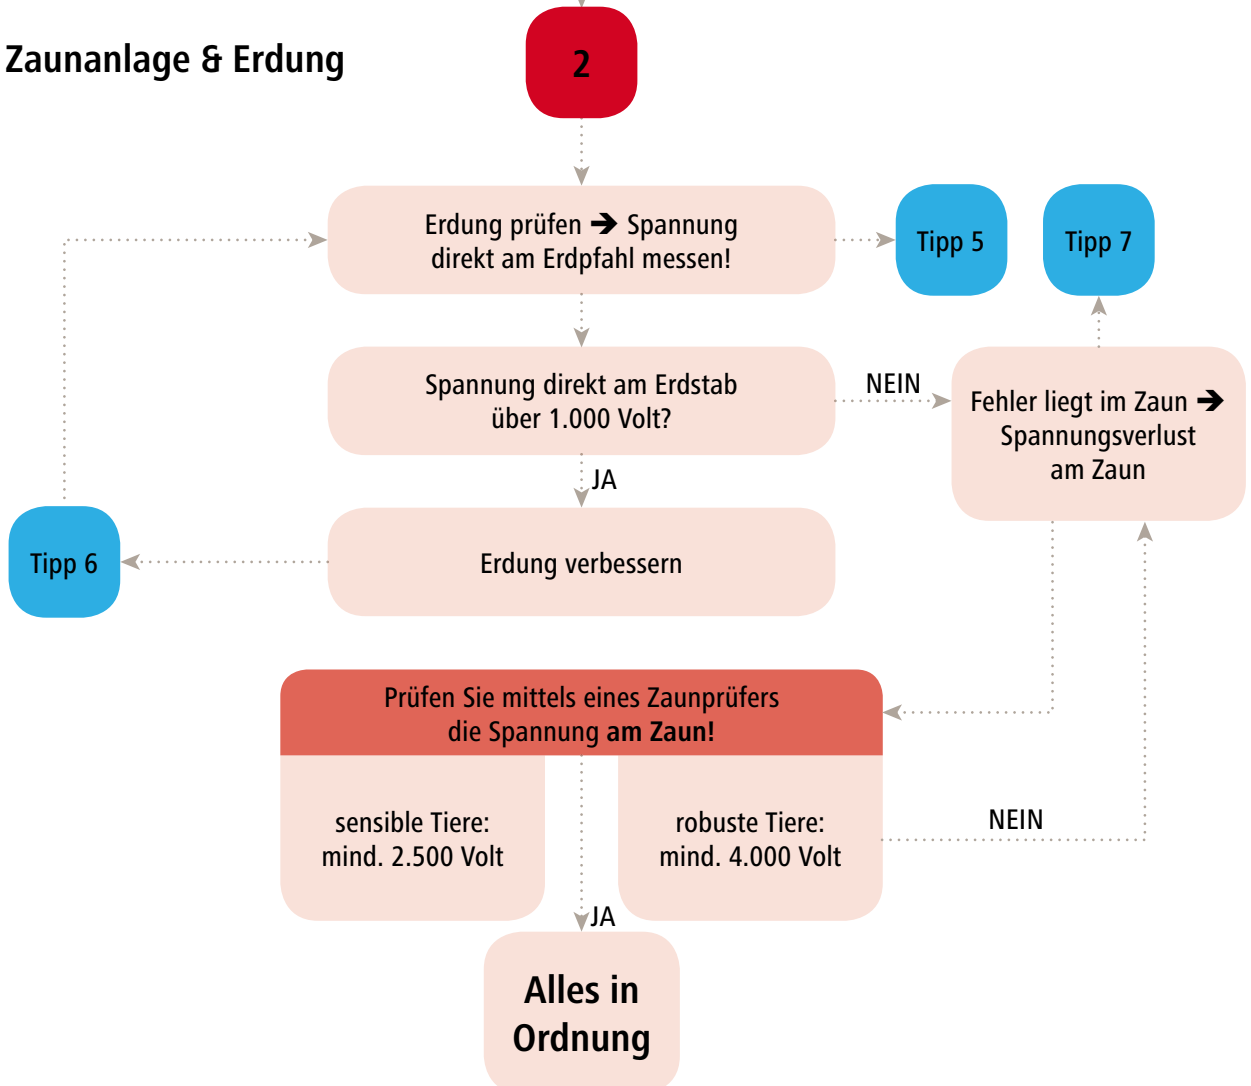 Zaunanlage & Erdung
2
Erdung prüfen ➔ Spannung
direkt am Erdpfahl messen!
Tipp 5
Tipp 7
Spannung direkt am Erdstab
über 1.000 Volt?
NEIN
Fehler liegt im Zaun ➔
Spannungsverlust
am Zaun
JA
Erdung verbessern
Tipp 6
Prüfen Sie mittels eines Zaunprüfers
die Spannung am Zaun!
sensible Tiere:
mind. 2.500 Volt
robuste Tiere:
mind. 4.000 Volt
NEIN
JA
Alles in
Ordnung